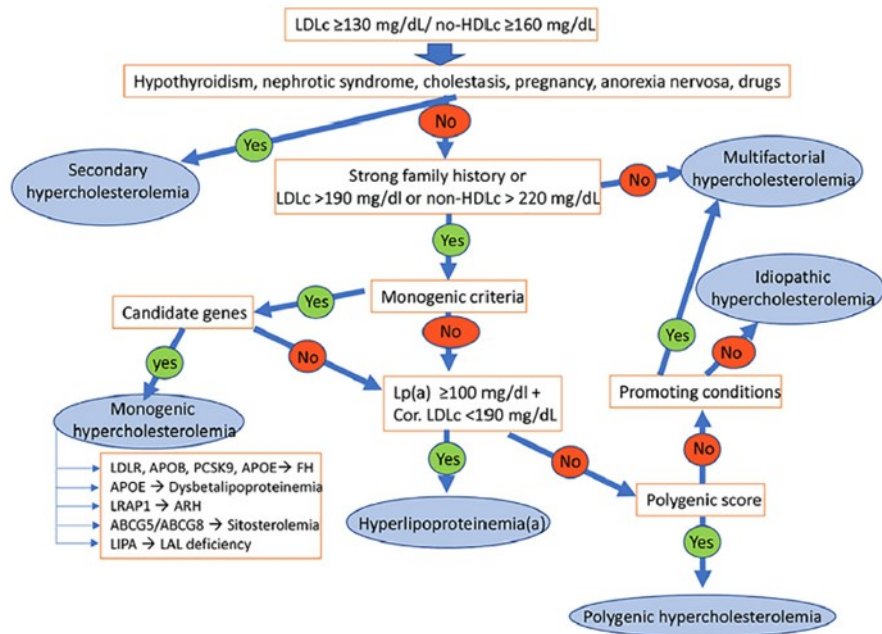 LDLc ≥130 mg/dL/ no-HDLc ≥160 mg/dL
Hypothyroidism, nephrotic syndrome, cholestasis, pregnancy, anorexia nervosa, drugs
No
Yes
Secondary
hypercholesterolemia
Strong family history or
LDLc >190 mg/dl or non-HDLc > 220 mg/dL
No
Multifactorial
hypercholesterolemia
Yes
Idiopathic
hypercholesterolemia
Monogenic criteria
Yes
Candidate genes
No
Yes
No
yes
No
Promoting conditions
Lp(a) ≥100 mg/dl +
Cor. LDLc <190 mg/dL
Monogenic
hypercholesterolemia
No
Yes
No
LDLR, APOB, PCSK9, APOE→ FH
APOE → Dysbetalipoproteinemia
LRAP1→ ARH
ABCG5/ABCG8 → Sitosterolemia
LIPA → LAL deficiency
Polygenic score
Hyperlipoproteinemia(a)
Yes
Polygenic hypercholesterolemia